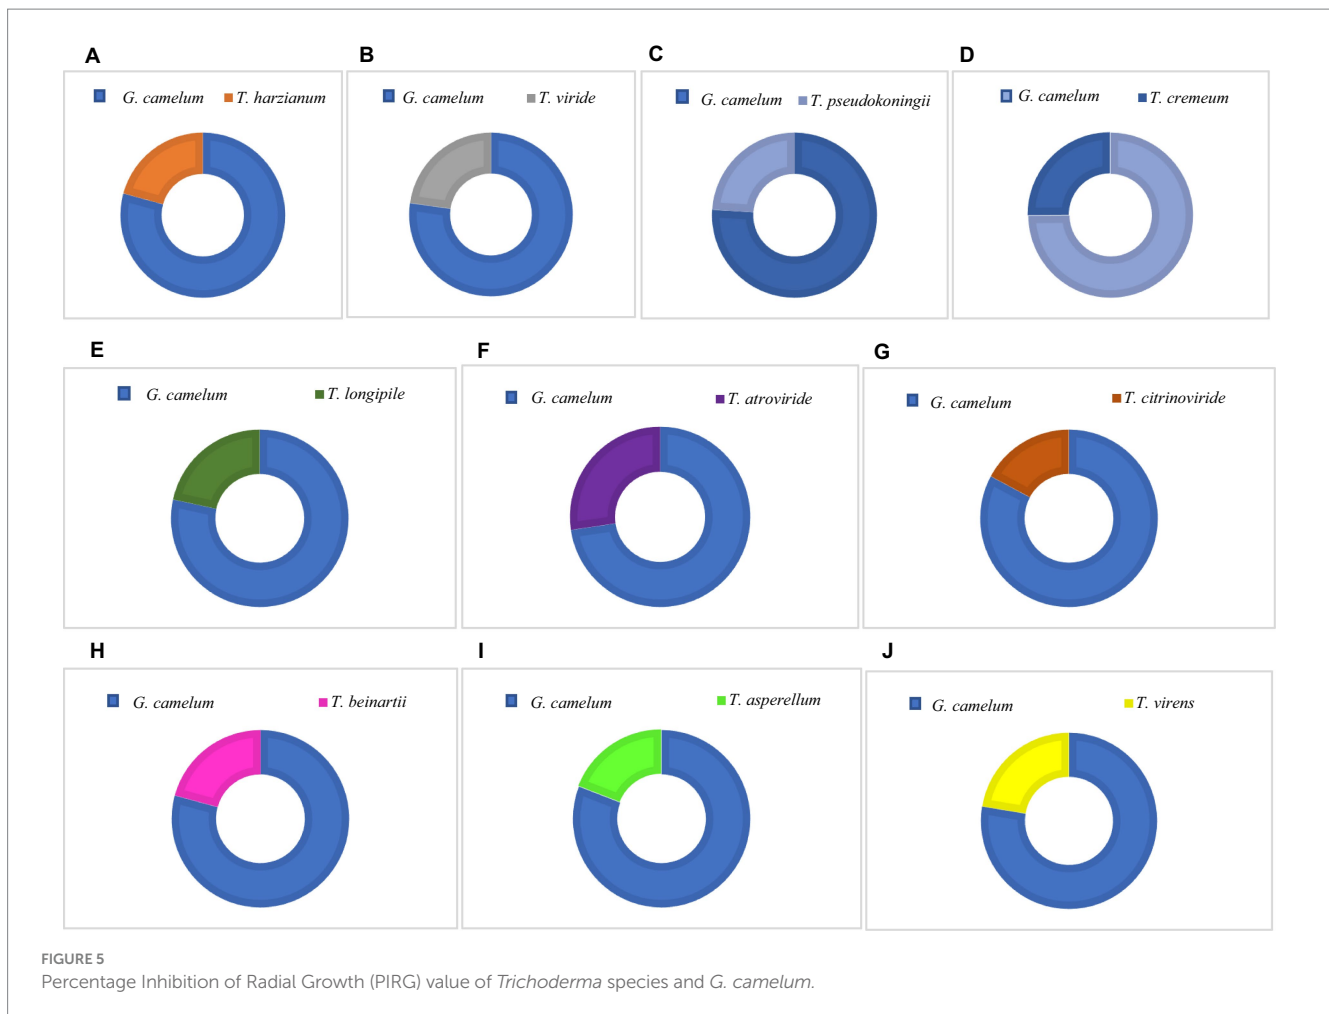 A
G. camelum T. harzianum
B
G. camelum T. viride
C
G. camelum T. pseudokoningii
D
G. camelum T. cremeum
E
G. camelum T. longipile
F
G. camelum T. atroviride
G
G. camelum T. citrinoviride
H
G. camelum T. beinartii
I
G. camelum T. asperellum
J
G. camelum T. virens
FIGURE 5
Percentage Inhibition of Radial Growth (PIRG) value of Trichoderma species and G. camelum.